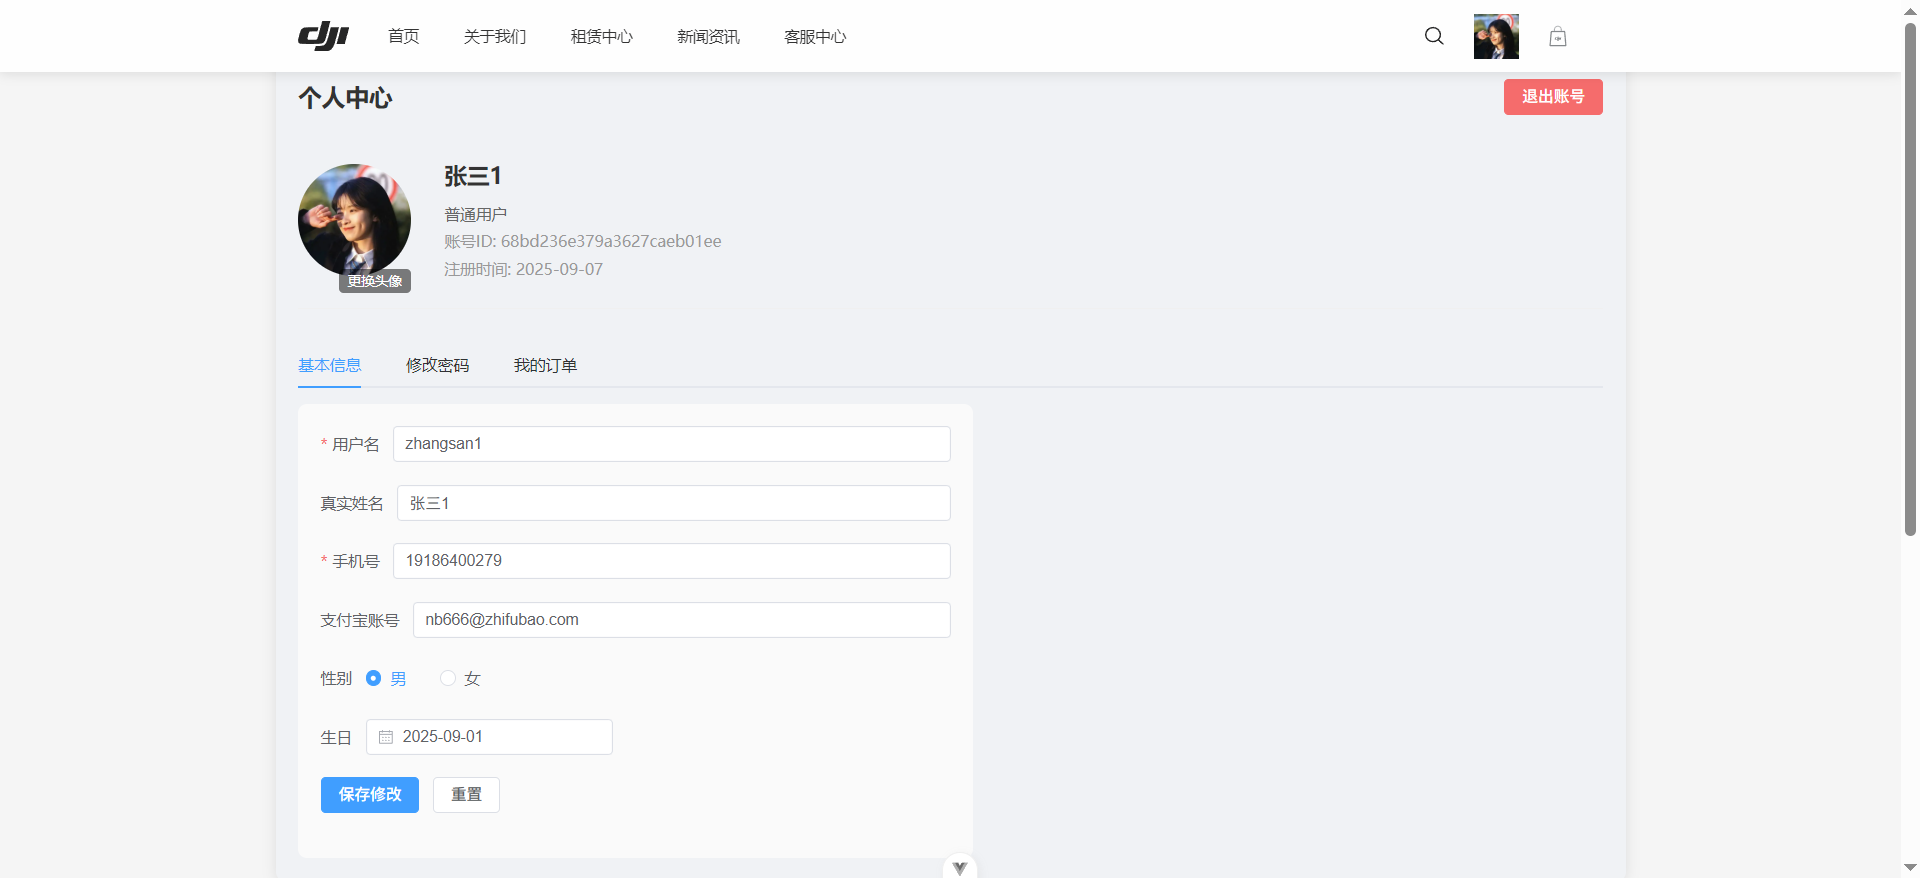 dji 首页 关于我们 租赁中心 新闻资讯 客服中心
个人中心 退出账号
张三1
普通用户
账号ID: 68bd236e379a3627caeb01ee
注册时间: 2025-09-07
更换头像
基本信息 修改密码 我的订单
* 用户名 zhangsan1
真实姓名 张三1
* 手机号 19186400279
支付宝账号 nb666@zhifubao.com
性别 男 女
生日 2025-09-01
保存修改 重置